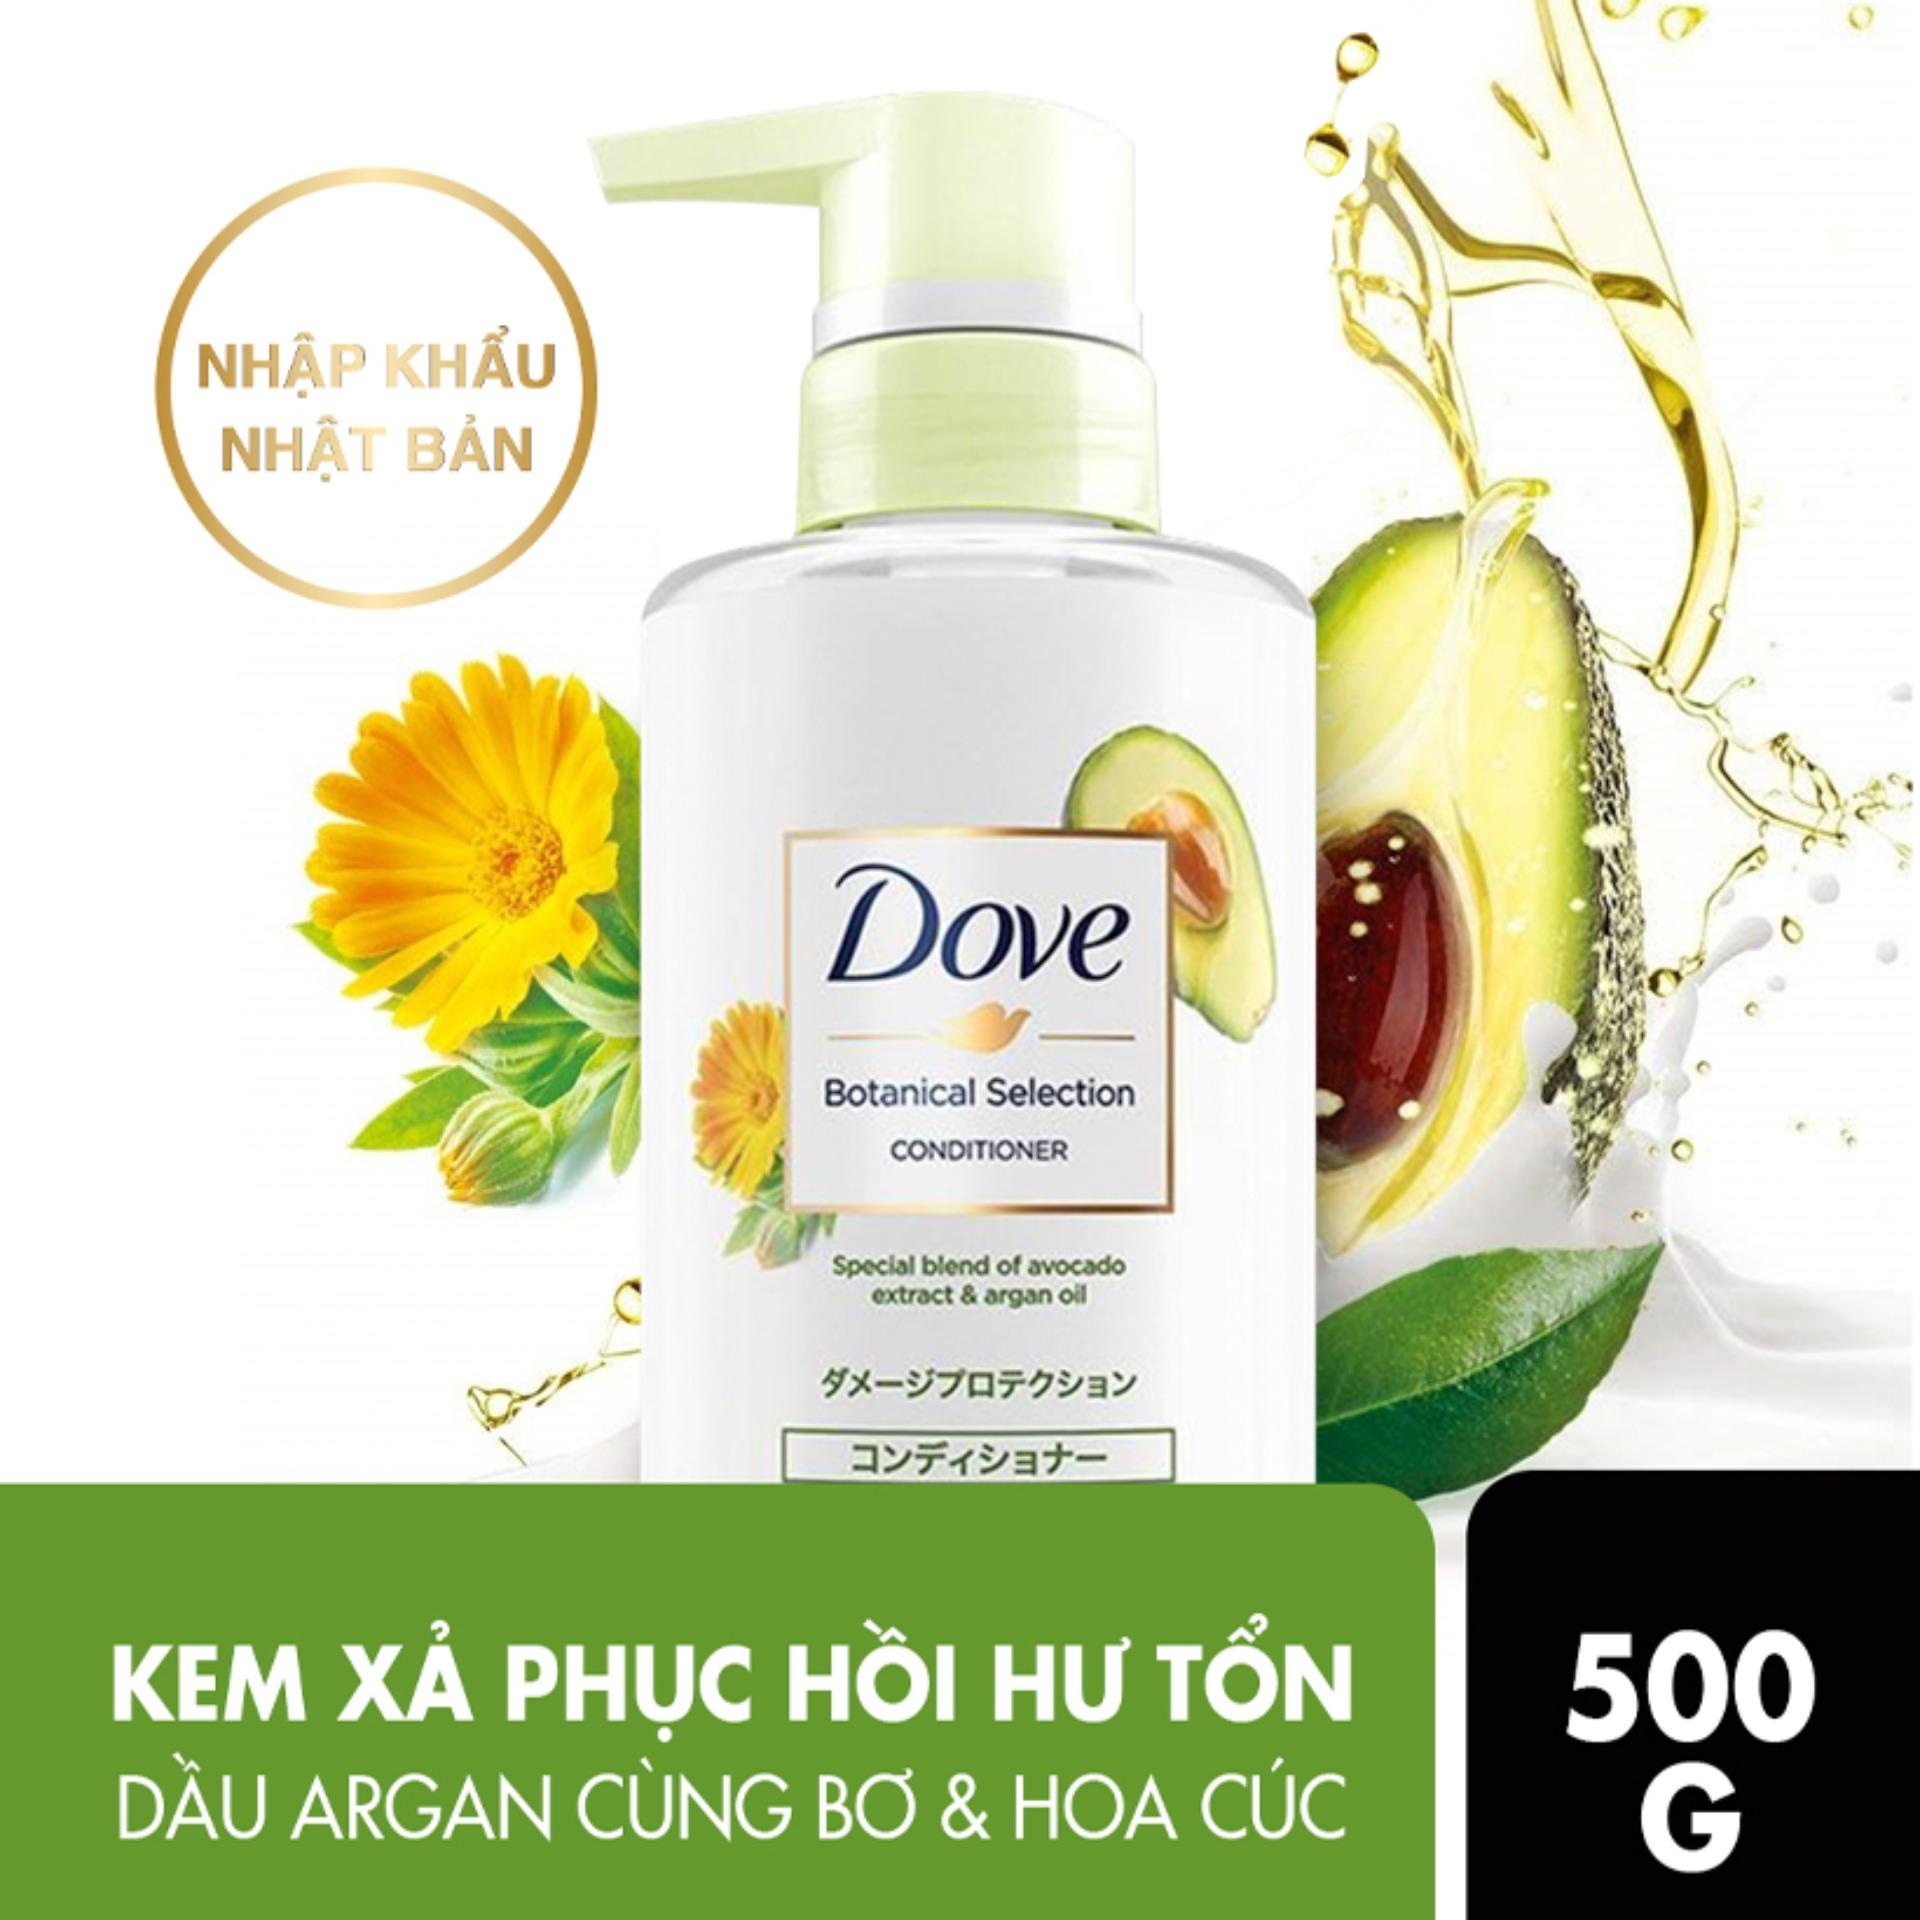 NHẬP KHẨU
NHẬT BẢN
Dove
Botanical Selection
CONDITIONER
Special blend of avocado
extract & argan oil
ダメージプロテクション
コンディショナー
KEM XẢ PHỤC HỒI HƯ TỔN
DẦU ARGAN CÙNG BƠ & HOA CÚC
500
G